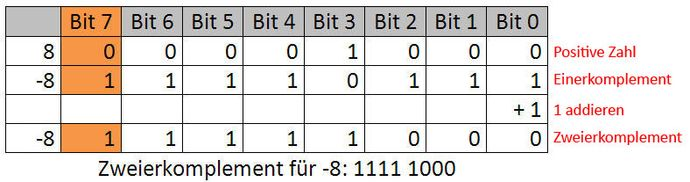 Bit 7 Bit 6 Bit 5 Bit 4 Bit 3 Bit 2 Bit 1 Bit 0
8 0 0 0 0 1 0 0 0 Positive Zahl
-8 1 1 1 1 0 1 1 1 Einerkomplement
+ 1 1 addieren
-8 1 1 1 1 1 0 0 0 Zweierkomplement
Zweierkomplement für -8: 1111 1000